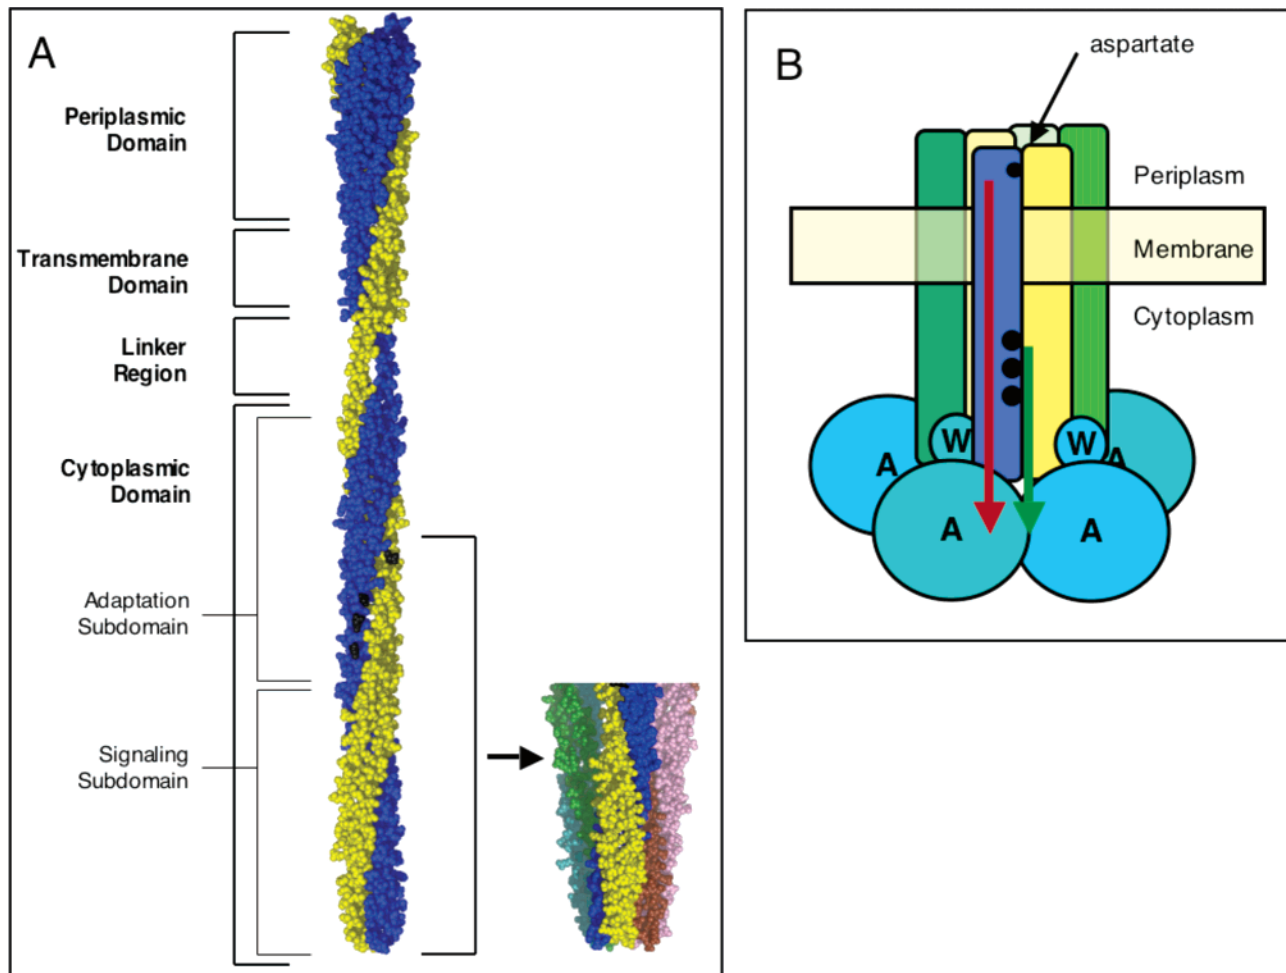 A
Periplasmic
Domain
Transmembrane
Domain
Linker
Region
Cytoplasmic
Domain
Adaptation
Subdomain
Signaling
Subdomain
B
aspartate
Periplasm
Membrane
Cytoplasm
W
W
A
A
A
A